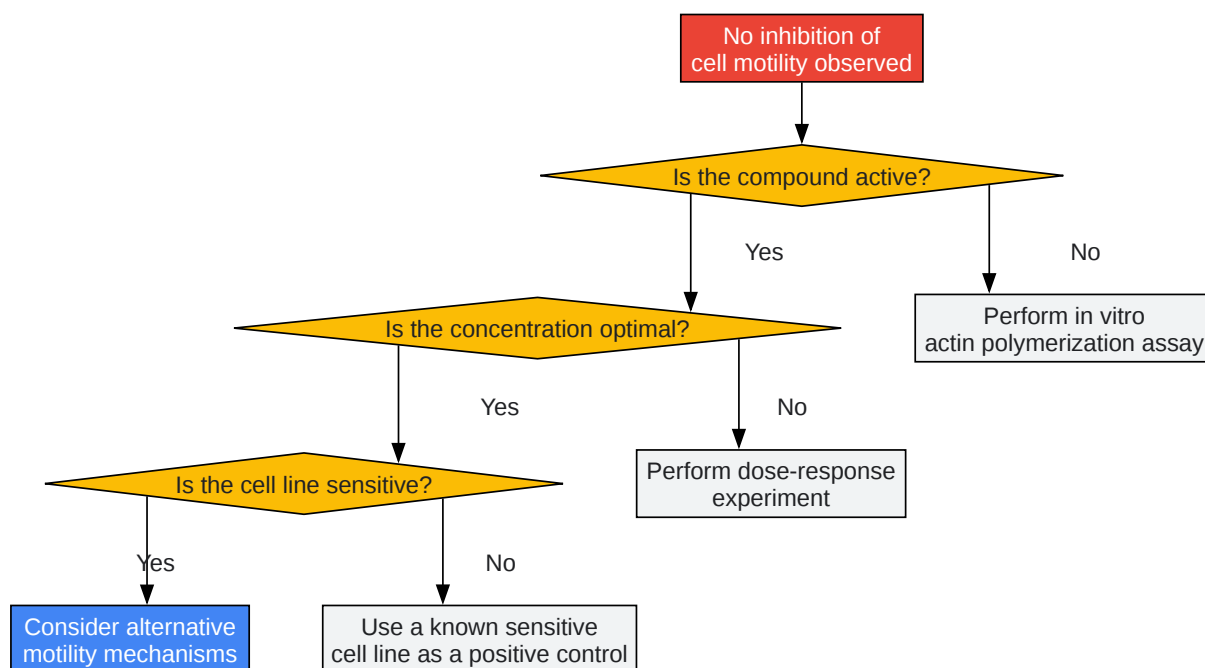 No inhibition of
cell motility observed
Is the compound active?
Yes
No
Perform in vitro
actin polymerization assay
Is the concentration optimal?
Yes
No
Perform dose-response
experiment
Is the cell line sensitive?
Yes
No
Consider alternative
motility mechanisms
Use a known sensitive
cell line as a positive control